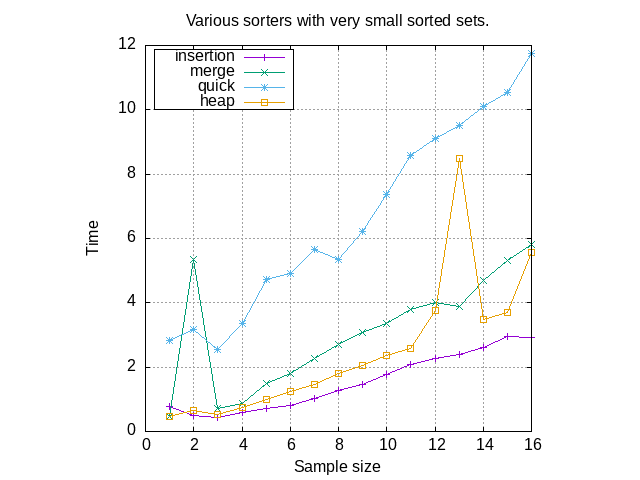 Various sorters with very small sorted sets.
12
10
8
6
4
2
0
Time
insertion
merge
quick
heap
0 2 4 6 8 10 12 14 16
Sample size